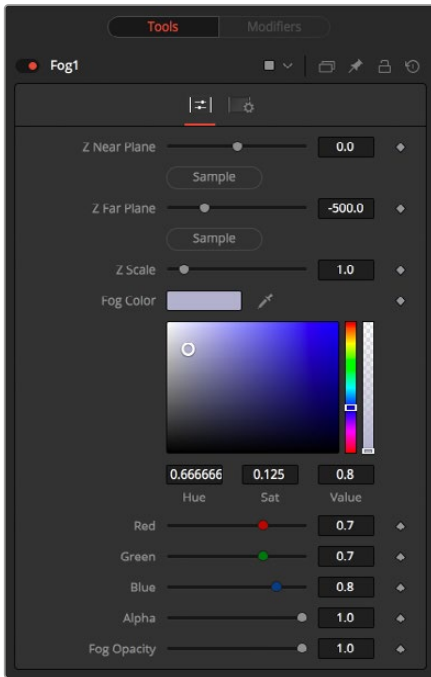 Tools Modifiers
Fog1
Z Near Plane 0.0
Sample
Z Far Plane -500.0
Sample
Z Scale 1.0
Fog Color
0.666666 0.125 0.8
Hue Sat Value
Red 0.7
Green 0.7
Blue 0.8
Alpha 1.0
Fog Opacity 1.0